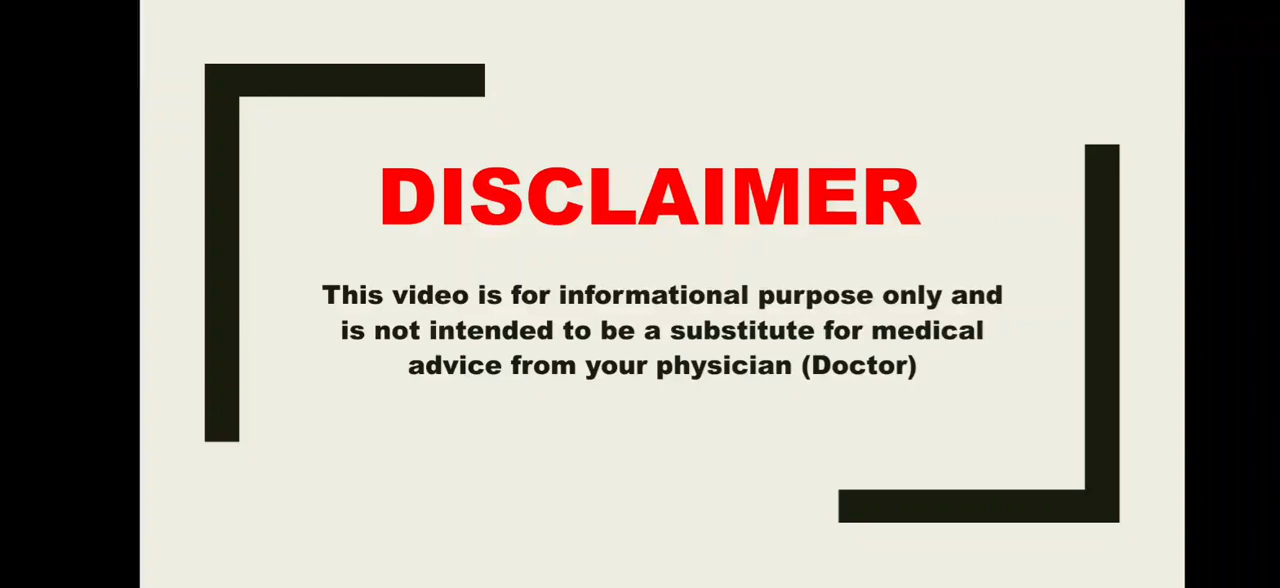 DISCLAIMER
This video is for informational purpose only and
is not intended to be a substitute for medical
advice from your physician (Doctor)